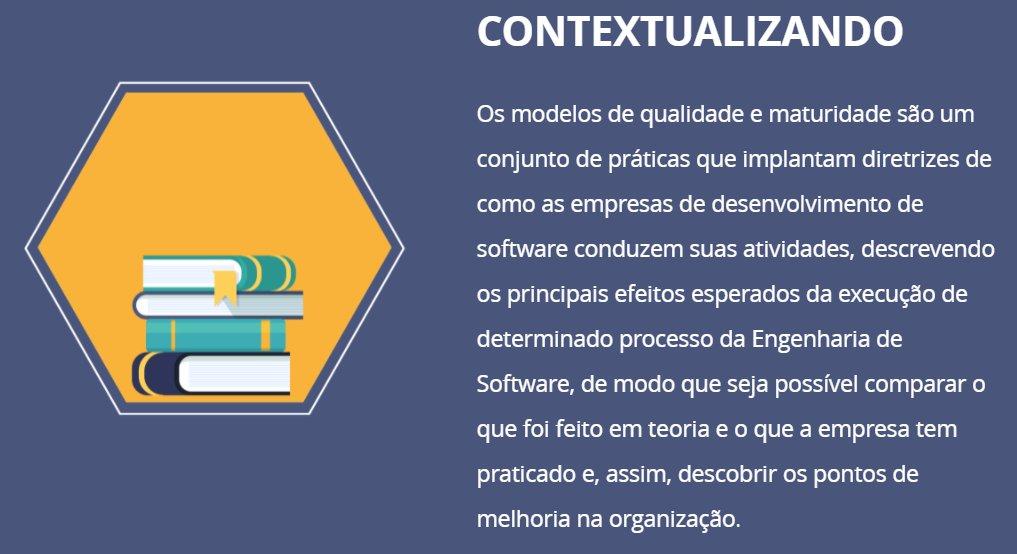 CONTEXTUALIZANDO
Os modelos de qualidade e maturidade são um
conjunto de práticas que implantam diretrizes de
como as empresas de desenvolvimento de
software conduzem suas atividades, descrevendo
os principais efeitos esperados da execução de
determinado processo da Engenharia de
Software, de modo que seja possível comparar o
que foi feito em teoria e o que a empresa tem
praticado e, assim, descobrir os pontos de
melhoria na organização.